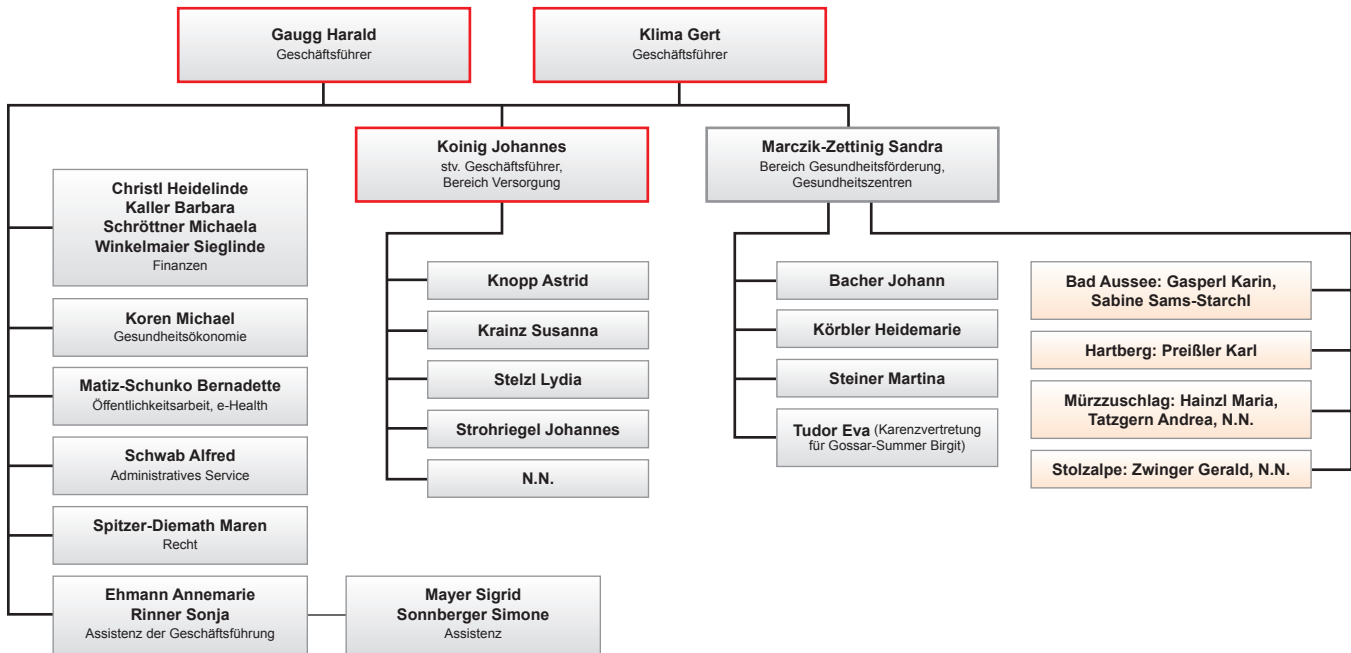 Gaugg Harald
Geschäftsführer
Klima Gert
Geschäftsführer
Koinig Johannes
stv. Geschäftsführer,
Bereich Versorgung
Marczik-Zettinig Sandra
Bereich Gesundheitsförderung,
Gesundheitszentren
Christl Heidelinde
Kaller Barbara
Schröttner Michaela
Winkelmaier Sieglinde
Finanzen
Koren Michael
Gesundheitsökonomie
Matiz-Schunko Bernadette
Öffentlichkeitsarbeit, e-Health
Schwab Alfred
Administratives Service
Spitzer-Diemath Maren
Recht
Ehmann Annemarie
Rinner Sonja
Assistenz der Geschäftsführung
Mayer Sigrid
Sonnberger Simone
Assistenz
Knopp Astrid
Krainz Susanna
Stelzl Lydia
Strohriegel Johannes
N.N.
Bacher Johann
Körbler Heidemarie
Steiner Martina
Tudor Eva (Karenzvertretung
für Gossar-Summer Birgit)
Bad Aussee: Gasperl Karin,
Sabine Sams-Starchl
Hartberg: Preißler Karl
Mürzzuschlag: Hainzl Maria,
Tatzgern Andrea, N.N.
Stolzalpe: Zwinger Gerald, N.N.